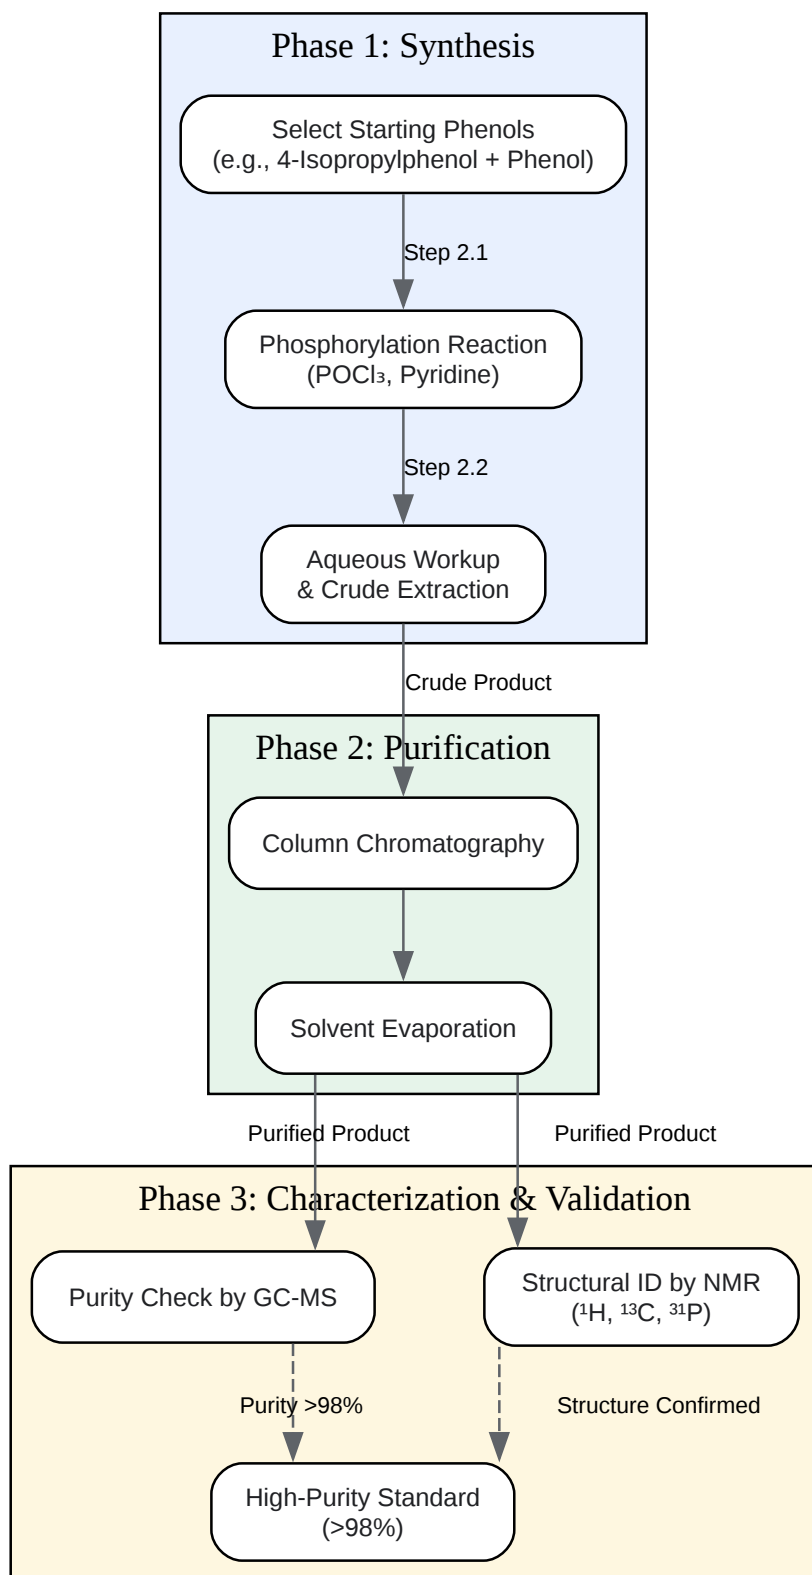 Phase 1: Synthesis
Select Starting Phenols
(e.g., 4-Isopropylphenol + Phenol)
Step 2.1
Phosphorylation Reaction
(POCl₃, Pyridine)
Step 2.2
Aqueous Workup
& Crude Extraction
Crude Product
Phase 2: Purification
Column Chromatography
Solvent Evaporation
Purified Product
Purified Product
Phase 3: Characterization & Validation
Purity Check by GC-MS
Structural ID by NMR
(¹H, ¹³C, ³¹P)
Purity >98%
Structure Confirmed
High-Purity Standard
(>98%)